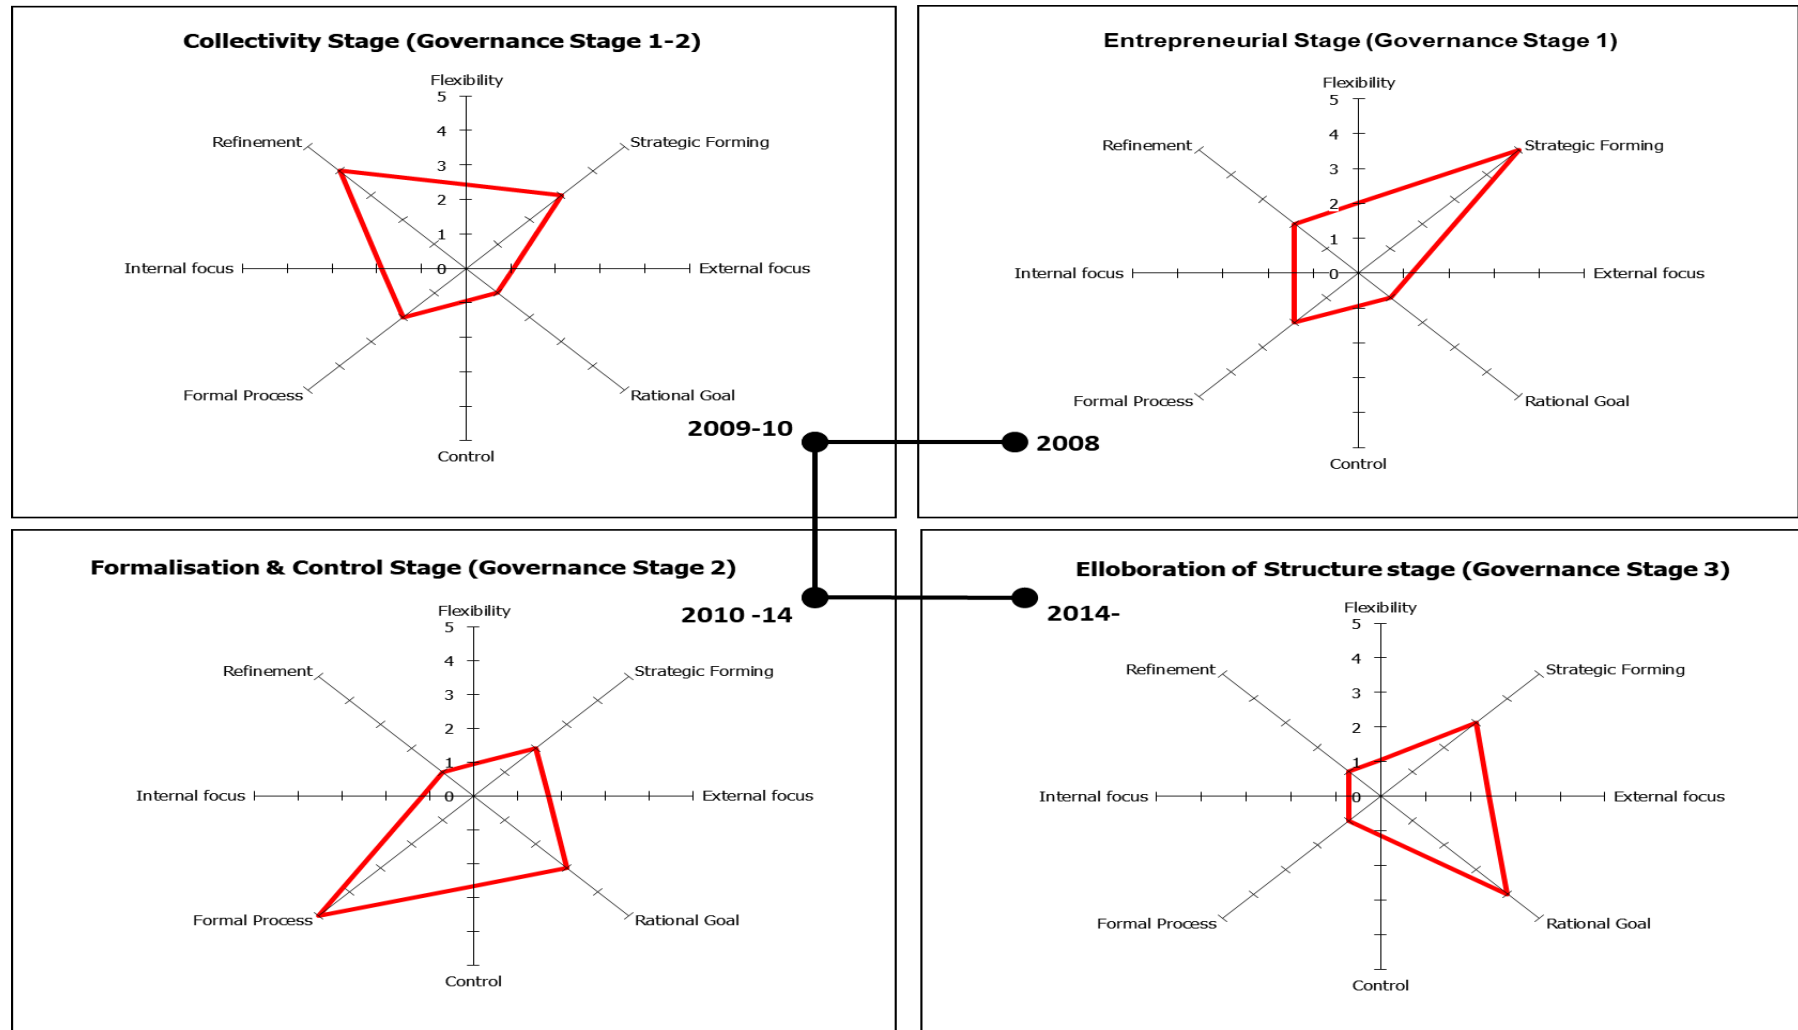 Collectivity Stage (Governance Stage 1-2)
Flexibility
5
4
3
2
1
0
Refinement
Strategic Forming
Internal focus
External focus
Formal Process
Rational Goal
Control
2009-10
Entrepreneurial Stage (Governance Stage 1)
Flexibility
5
4
3
2
1
0
Refinement
Strategic Forming
Internal focus
External focus
Formal Process
Rational Goal
Control
2008
Formalisation & Control Stage (Governance Stage 2)
2010 -14
Flexibility
5
4
3
2
1
0
Refinement
Strategic Forming
Internal focus
External focus
Formal Process
Rational Goal
Control
Elloboration of Structure stage (Governance Stage 3)
2014-
Flexibility
5
4
3
2
1
0
Refinement
Strategic Forming
Internal focus
External focus
Formal Process
Rational Goal
Control